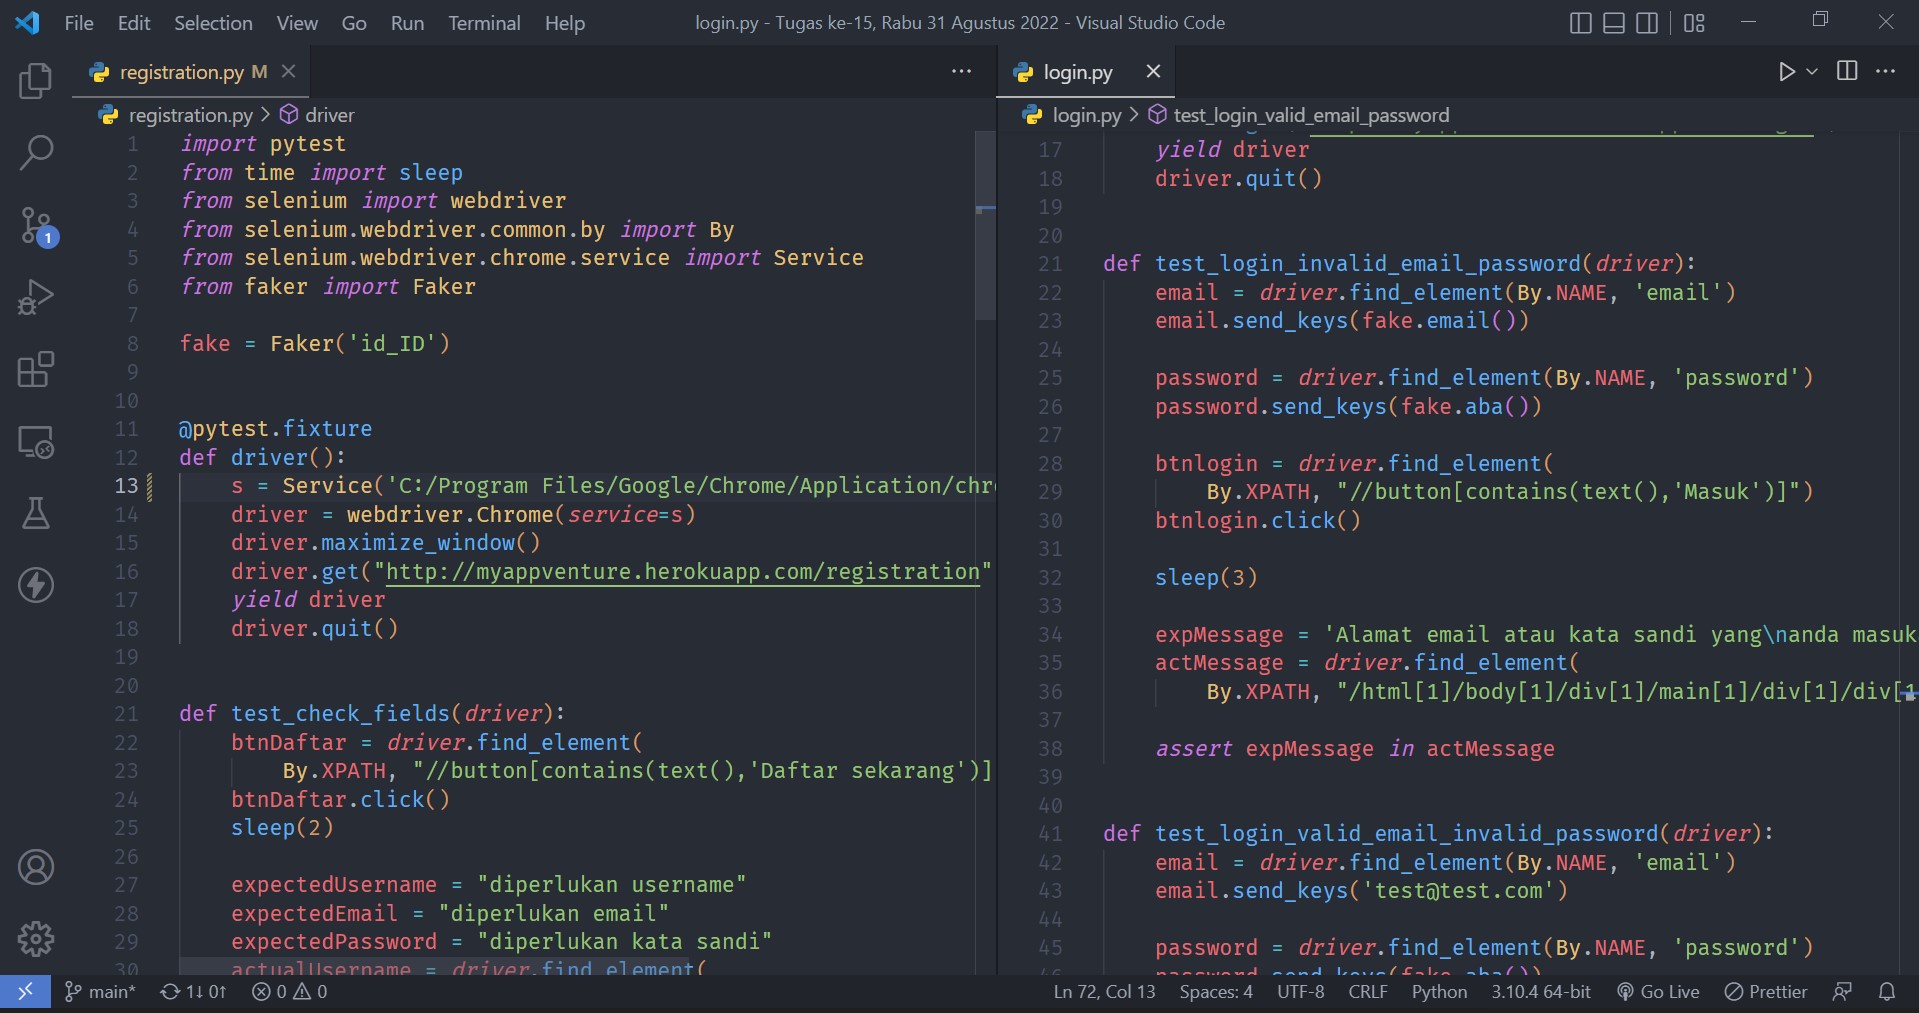 File Edit Selection View Go Run Terminal Help
login.py - Tugas ke-15, Rabu 31 Agustus 2022 - Visual Studio Code
registration.py M
registration.py > driver
1 import pytest
2 from time import sleep
3 from selenium import webdriver
4 from selenium.webdriver.common.by import By
5 from selenium.webdriver.chrome.service import Service
6 from faker import Faker
7
8 fake = Faker('id_ID')
9
10
11 @pytest.fixture
12 def driver():
13 s = Service('C:/Program Files/Google/Chrome/Application/chr
14 driver = webdriver.Chrome(service=s)
15 driver.maximize_window()
16 driver.get("http://myappventure.herokuapp.com/registration"
17 yield driver
18 driver.quit()
19
20
21 def test_check_fields(driver):
22 btnDaftar = driver.find_element(
23 By.XPATH, "//button[contains(text(),'Daftar sekarang')]
24 btnDaftar.click()
25 sleep(2)
26
27 expectedUsername = "diperlukan username"
28 expectedEmail = "diperlukan email"
29 expectedPassword = "diperlukan kata sandi"
30 actualUsername = driver.find_element(
login.py
login.py > test_login_valid_email_password
17 yield driver
18 driver.quit()
19
20
21 def test_login_invalid_email_password(driver):
22 email = driver.find_element(By.NAME, 'email')
23 email.send_keys(fake.email())
24
25 password = driver.find_element(By.NAME, 'password')
26 password.send_keys(fake.aba())
27
28 btnlogin = driver.find_element(
29 By.XPATH, "//button[contains(text(),'Masuk')]")
30 btnlogin.click()
31
32 sleep(3)
33
34 expMessage = 'Alamat email atau kata sandi yang\nanda masuk
35 actMessage = driver.find_element(
36 By.XPATH, "/html[1]/body[1]/div[1]/main[1]/div[1]/div[1
37
38 assert expMessage in actMessage
39
40
41 def test_login_valid_email_invalid_password(driver):
42 email = driver.find_element(By.NAME, 'email')
43 email.send_keys('test@test.com')
44
45 password = driver.find_element(By.NAME, 'password')
46 password.send_keys(fake.aba())
1
main* 1↓ 0↑ 0 0 Ln 72, Col 13 Spaces: 4 UTF-8 CRLF Python 3.10.4 64-bit Go Live Prettier